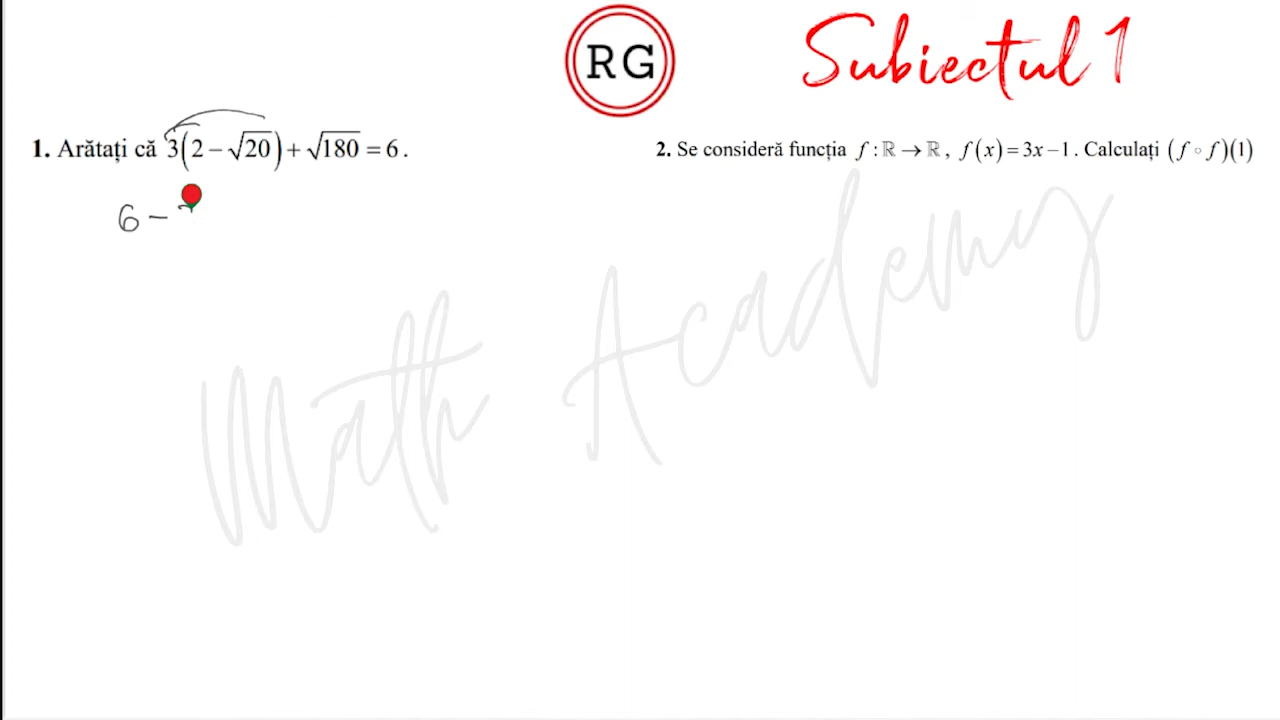 RG
Subiectul 1
1. Arătați că 3(2 − √20) + √180 = 6.
6 −
2. Se consideră funcția f : ℝ → ℝ, f(x) = 3x − 1. Calculați (f ∘ f)(1)
Math Academy